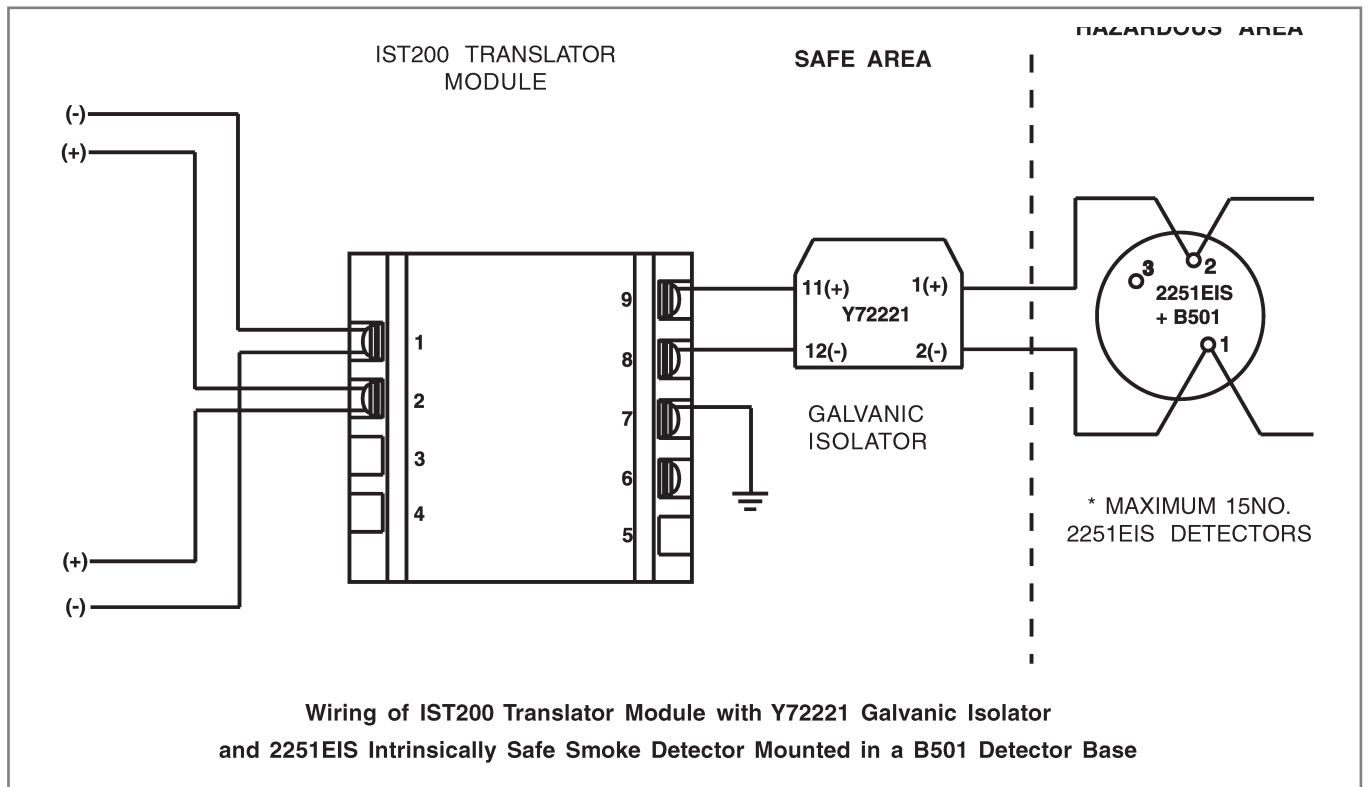 HAZARDOUS AREA
IST200 TRANSLATOR
MODULE
SAFE AREA
(-)
(+)
1
2
3
4
9
8
7
6
5
11(+) 1(+)
Y72221
12(-) 2(-)
GALVANIC
ISOLATOR
3
2
2251EIS
+ B501
1
* MAXIMUM 15NO.
2251EIS DETECTORS
(+)
(-)
Wiring of IST200 Translator Module with Y72221 Galvanic Isolator
and 2251EIS Intrinsically Safe Smoke Detector Mounted in a B501 Detector Base